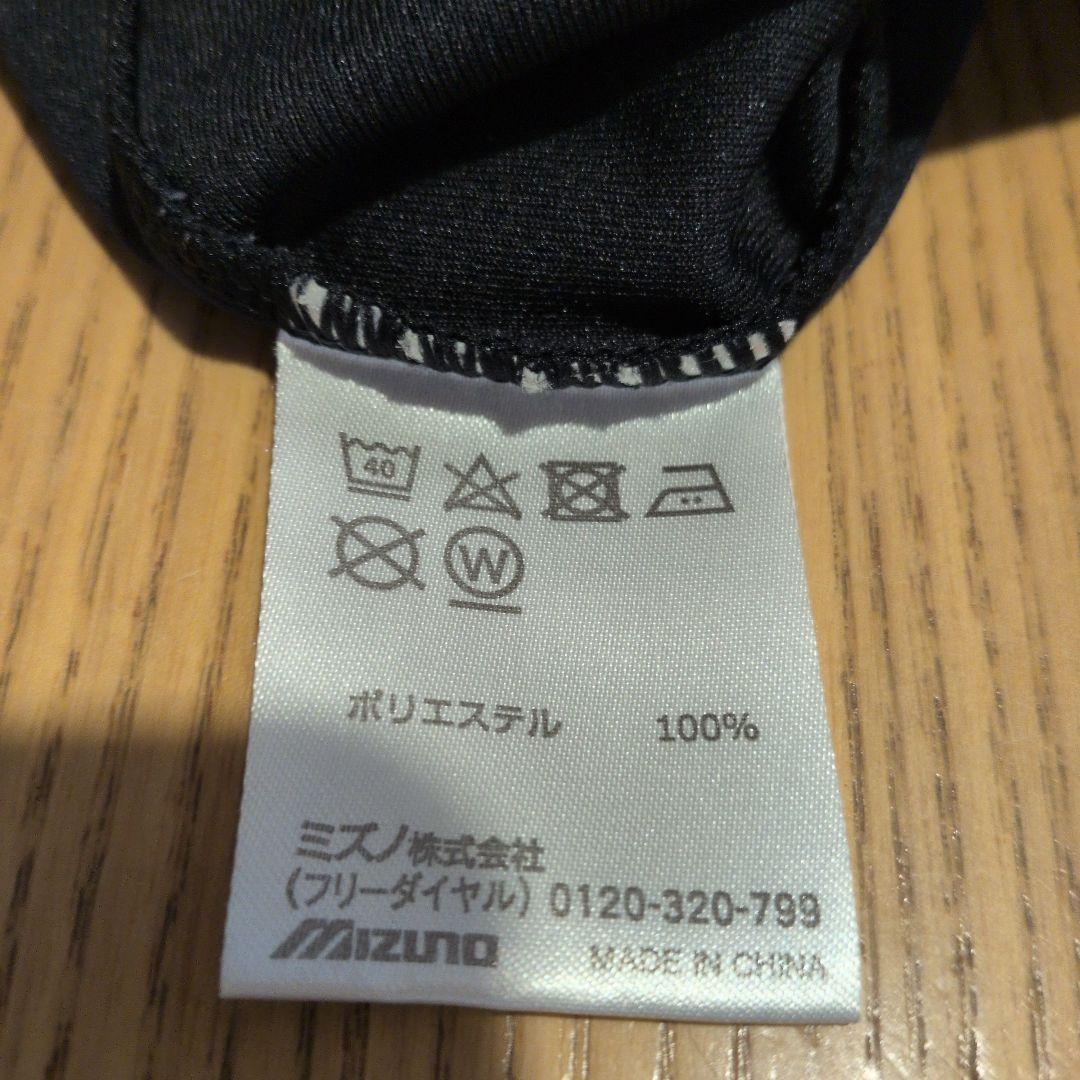 40
W
ポリエステル 100%
ミズノ株式会社
(フリーダイヤル) 0120-320-799
MIZUNO MADE IN CHINA